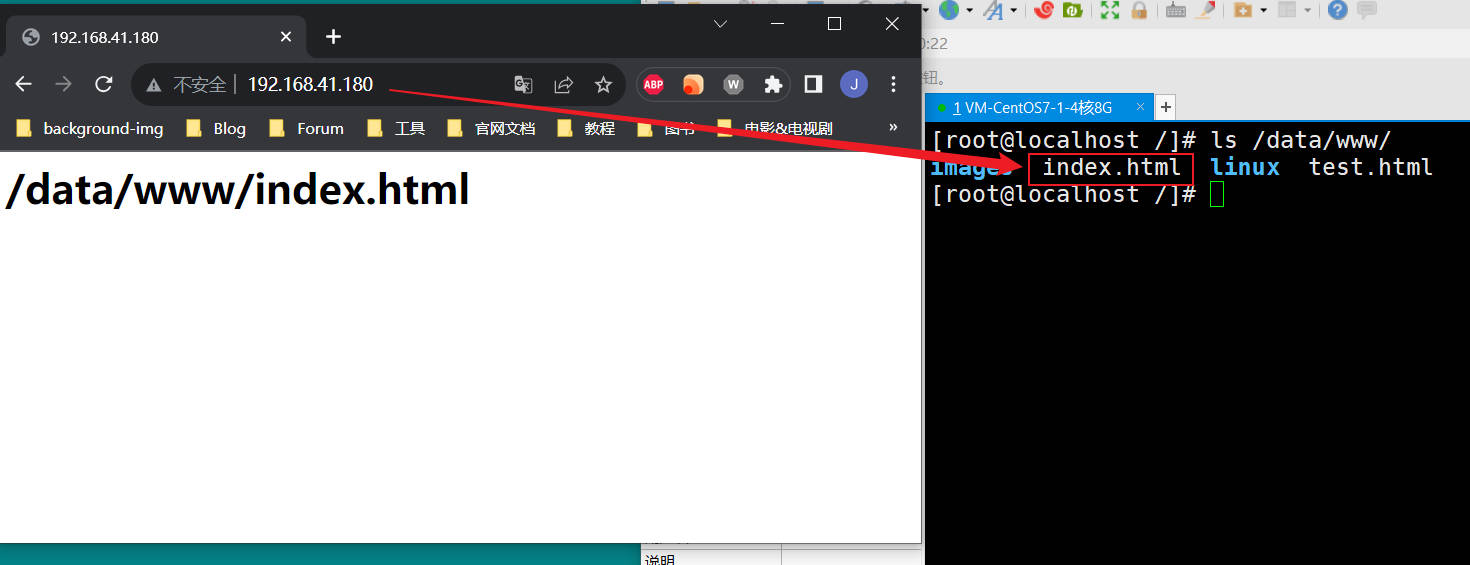 192.168.41.180
不安全 192.168.41.180
ABP
W
J
background-img Blog Forum 工具 官网文档 教程 图书 电影&电视剧 »
/data/www/index.html
:22
钮。
1 VM-CentOS7-1-4核8G
[root@localhost /]# ls /data/www/
images index.html linux test.html
[root@localhost /]#
说明